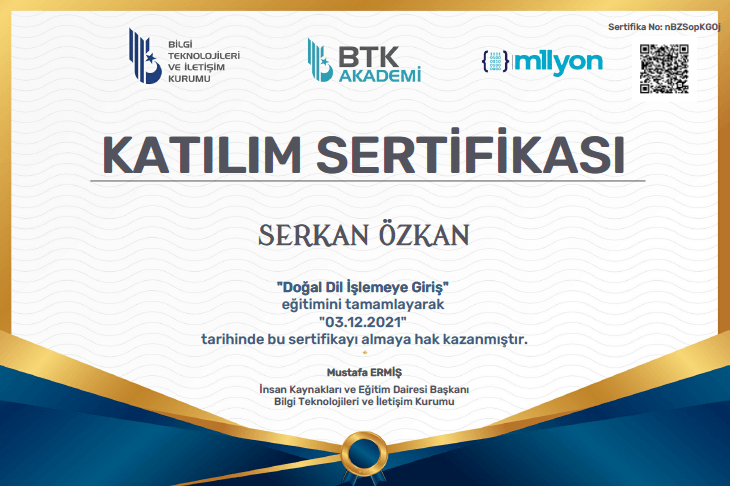 Sertifika No: nBZSopKGOj
BİLGİ
TEKNOLOJİLERİ
VE İLETİŞİM
KURUMU
BTK
AKADEMİ
m1lyon
KATILIM SERTİFİKASI
SERKAN ÖZKAN
"Doğal Dil İşlemeye Giriş"
eğitimini tamamlayarak
"03.12.2021"
tarihinde bu sertifikayı almaya hak kazanmıştır.
Mustafa ERMİŞ
İnsan Kaynakları ve Eğitim Dairesi Başkanı
Bilgi Teknolojileri ve İletişim Kurumu